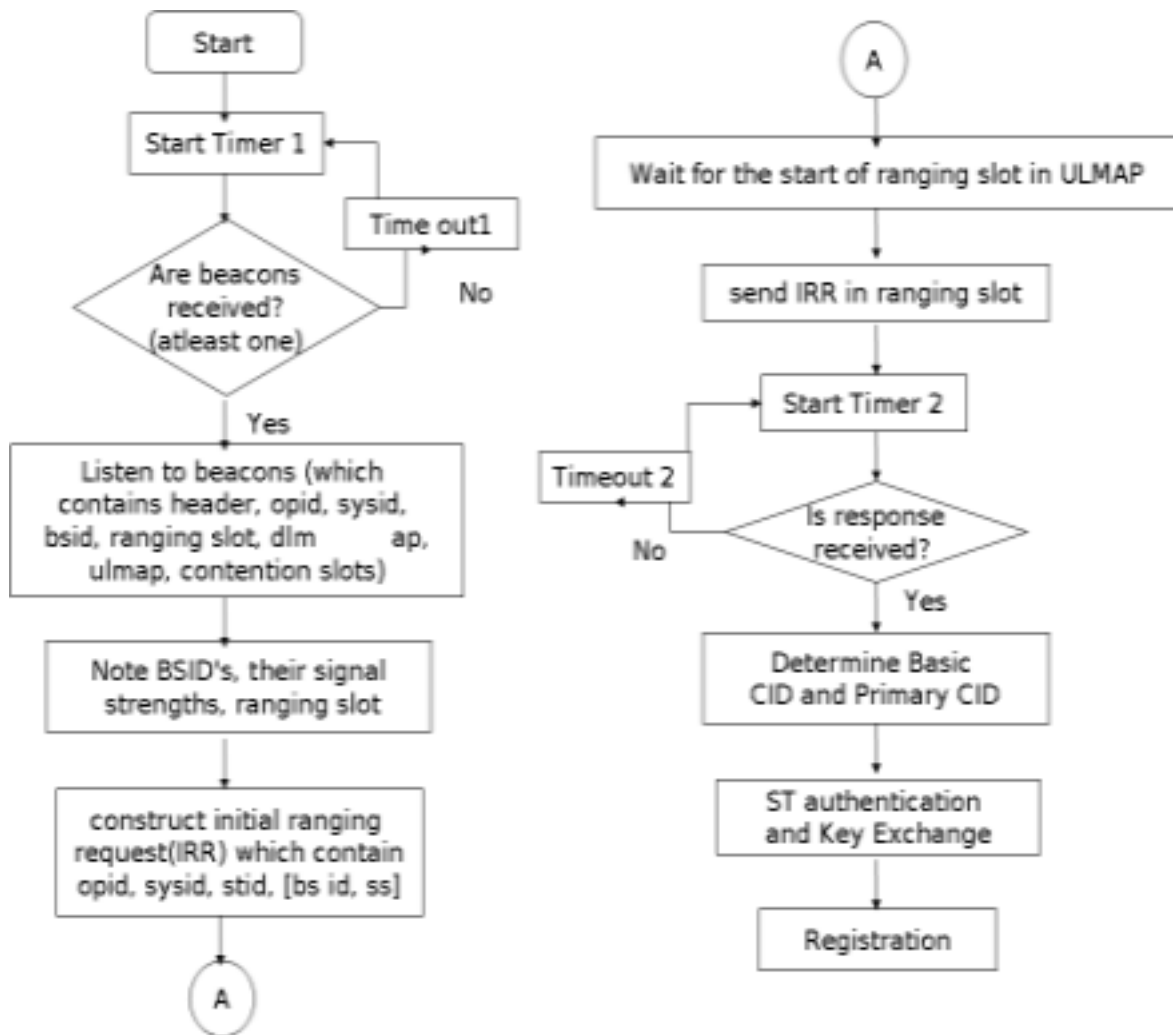 Start
Start Timer 1
Time out1
Are beacons
received?
(atleast one)
No
Yes
Listen to beacons (which
contains header, opid, sysid,
bsid, ranging slot, dlm ap,
ulmap, contention slots)
Note BSID's, their signal
strengths, ranging slot
construct initial ranging
request(IRR) which contain
opid, sysid, stid, [bs id, ss]
A
A
Wait for the start of ranging slot in ULMAP
send IRR in ranging slot
Start Timer 2
Timeout 2
Is response
received?
No
Yes
Determine Basic
CID and Primary CID
ST authentication
and Key Exchange
Registration